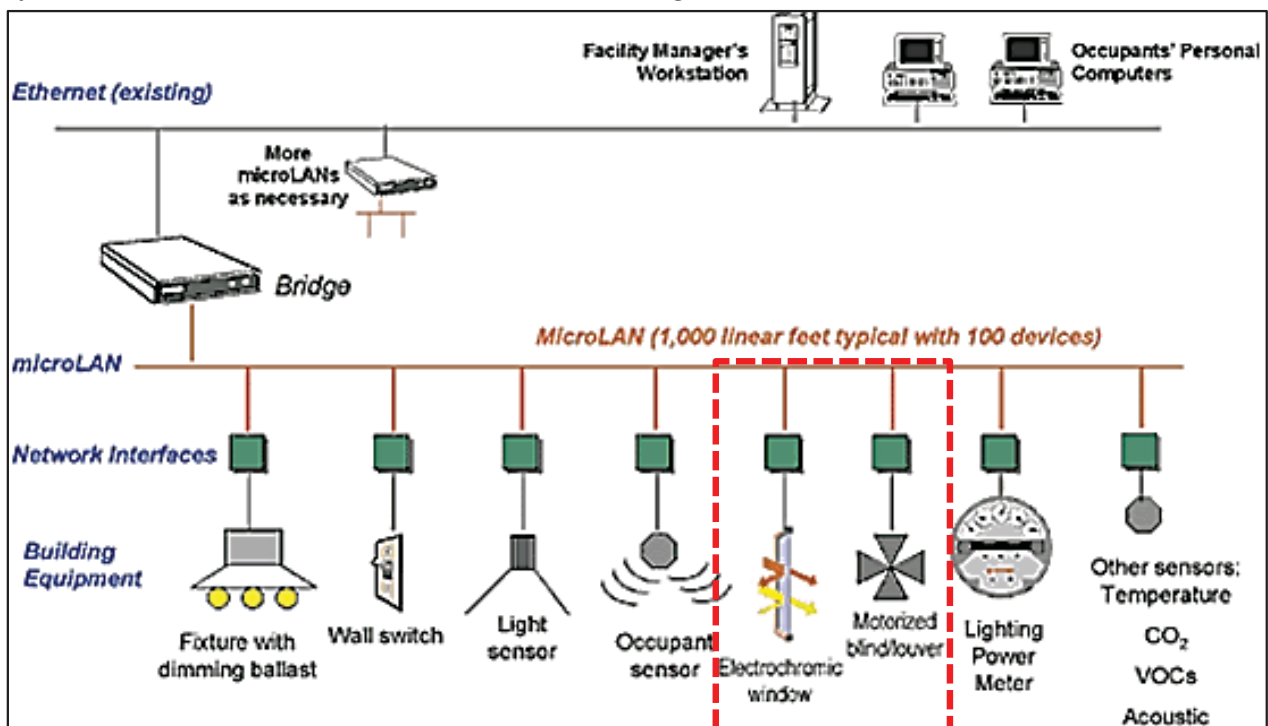 Facility Manager's
Workstation
Occupants' Personal
Computers
Ethernet (existing)
More
microLANs
as necessary
Bridge
MicroLAN (1,000 linear feet typical with 100 devices)
microLAN
Network Interfaces
Building
Equipment
Fixture with
dimming ballast
Wall switch
Light
sensor
Occupant
sensor
Electrochromic
window
Motorized
blind/louver
Lighting
Power
Meter
Other sensors:
Temperature
CO₂
VOCs
Acoustic